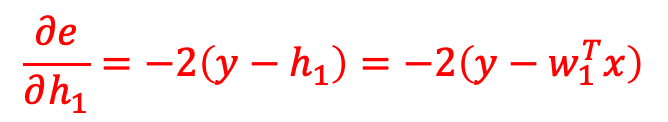 ∂e/∂h₁ = −2(y − h₁) = −2(y − w₁ᵀx)